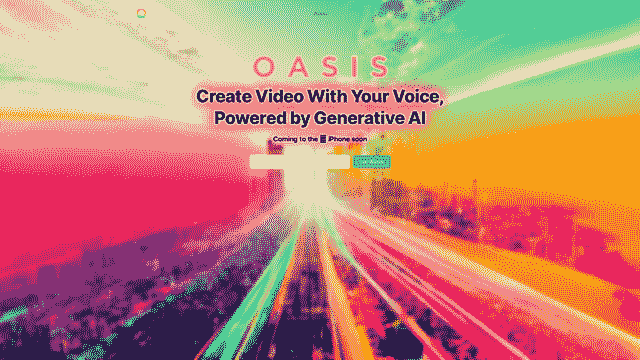 OASIS
Create Video With Your Voice,
Powered by Generative AI
Coming to the iPhone soon